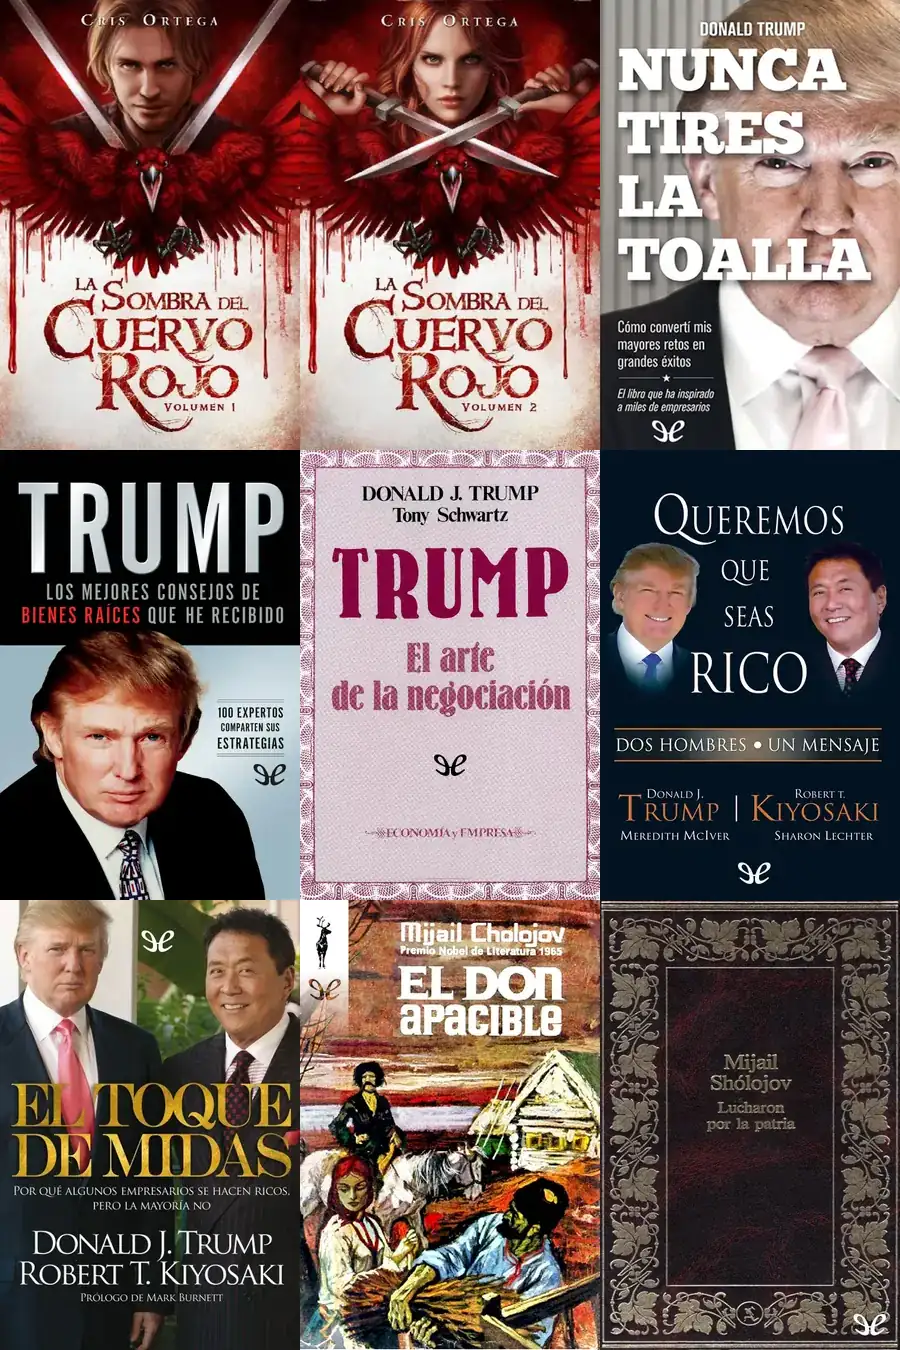 CRIS ORTEGA
LA
SOMBRA DEL
CUERVO
ROJO
VOLUMEN 1
CRIS ORTEGA
LA
SOMBRA DEL
CUERVO
ROJO
VOLUMEN 2
DONALD TRUMP
NUNCA
TIRES
LA
TOALLA
Cómo convertí mis
mayores retos en
grandes éxitos
El libro que ha inspirado
a miles de empresarios
TRUMP
LOS MEJORES CONSEJOS DE
BIENES RAÍCES QUE HE RECIBIDO
100 EXPERTOS
COMPARTEN SUS
ESTRATEGIAS
DONALD J. TRUMP
Tony Schwartz
TRUMP
El arte
de la negociación
ECONOMÍA y EMPRESA
QUEREMOS
QUE
SEAS
RICO
DOS HOMBRES • UN MENSAJE
DONALD J.
TRUMP
MEREDITH MCIVER
ROBERT T.
KIYOSAKI
SHARON LECHTER
EL TOQUE
DE MIDAS
POR QUÉ ALGUNOS EMPRESARIOS SE HACEN RICOS,
PERO LA MAYORÍA NO
DONALD J. TRUMP
ROBERT T. KIYOSAKI
PRÓLOGO DE MARK BURNETT
Mijail Cholojov
Premio Nobel de Literatura 1965
EL DON
APACIBLE
Mijail
Shólojov
Lucharon
por la patria